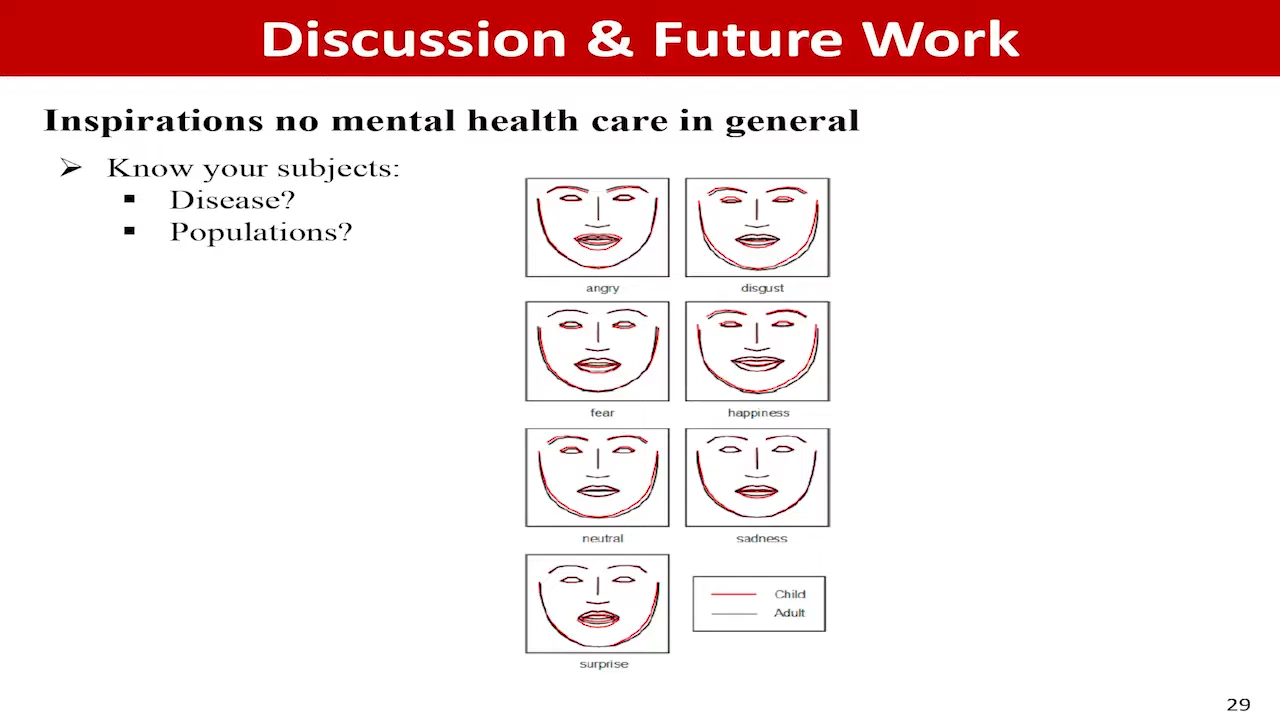 Discussion & Future Work
Inspirations no mental health care in general
Know your subjects:
Disease?
Populations?
angry
disgust
fear
happiness
neutral
sadness
surprise
Child
Adult
29